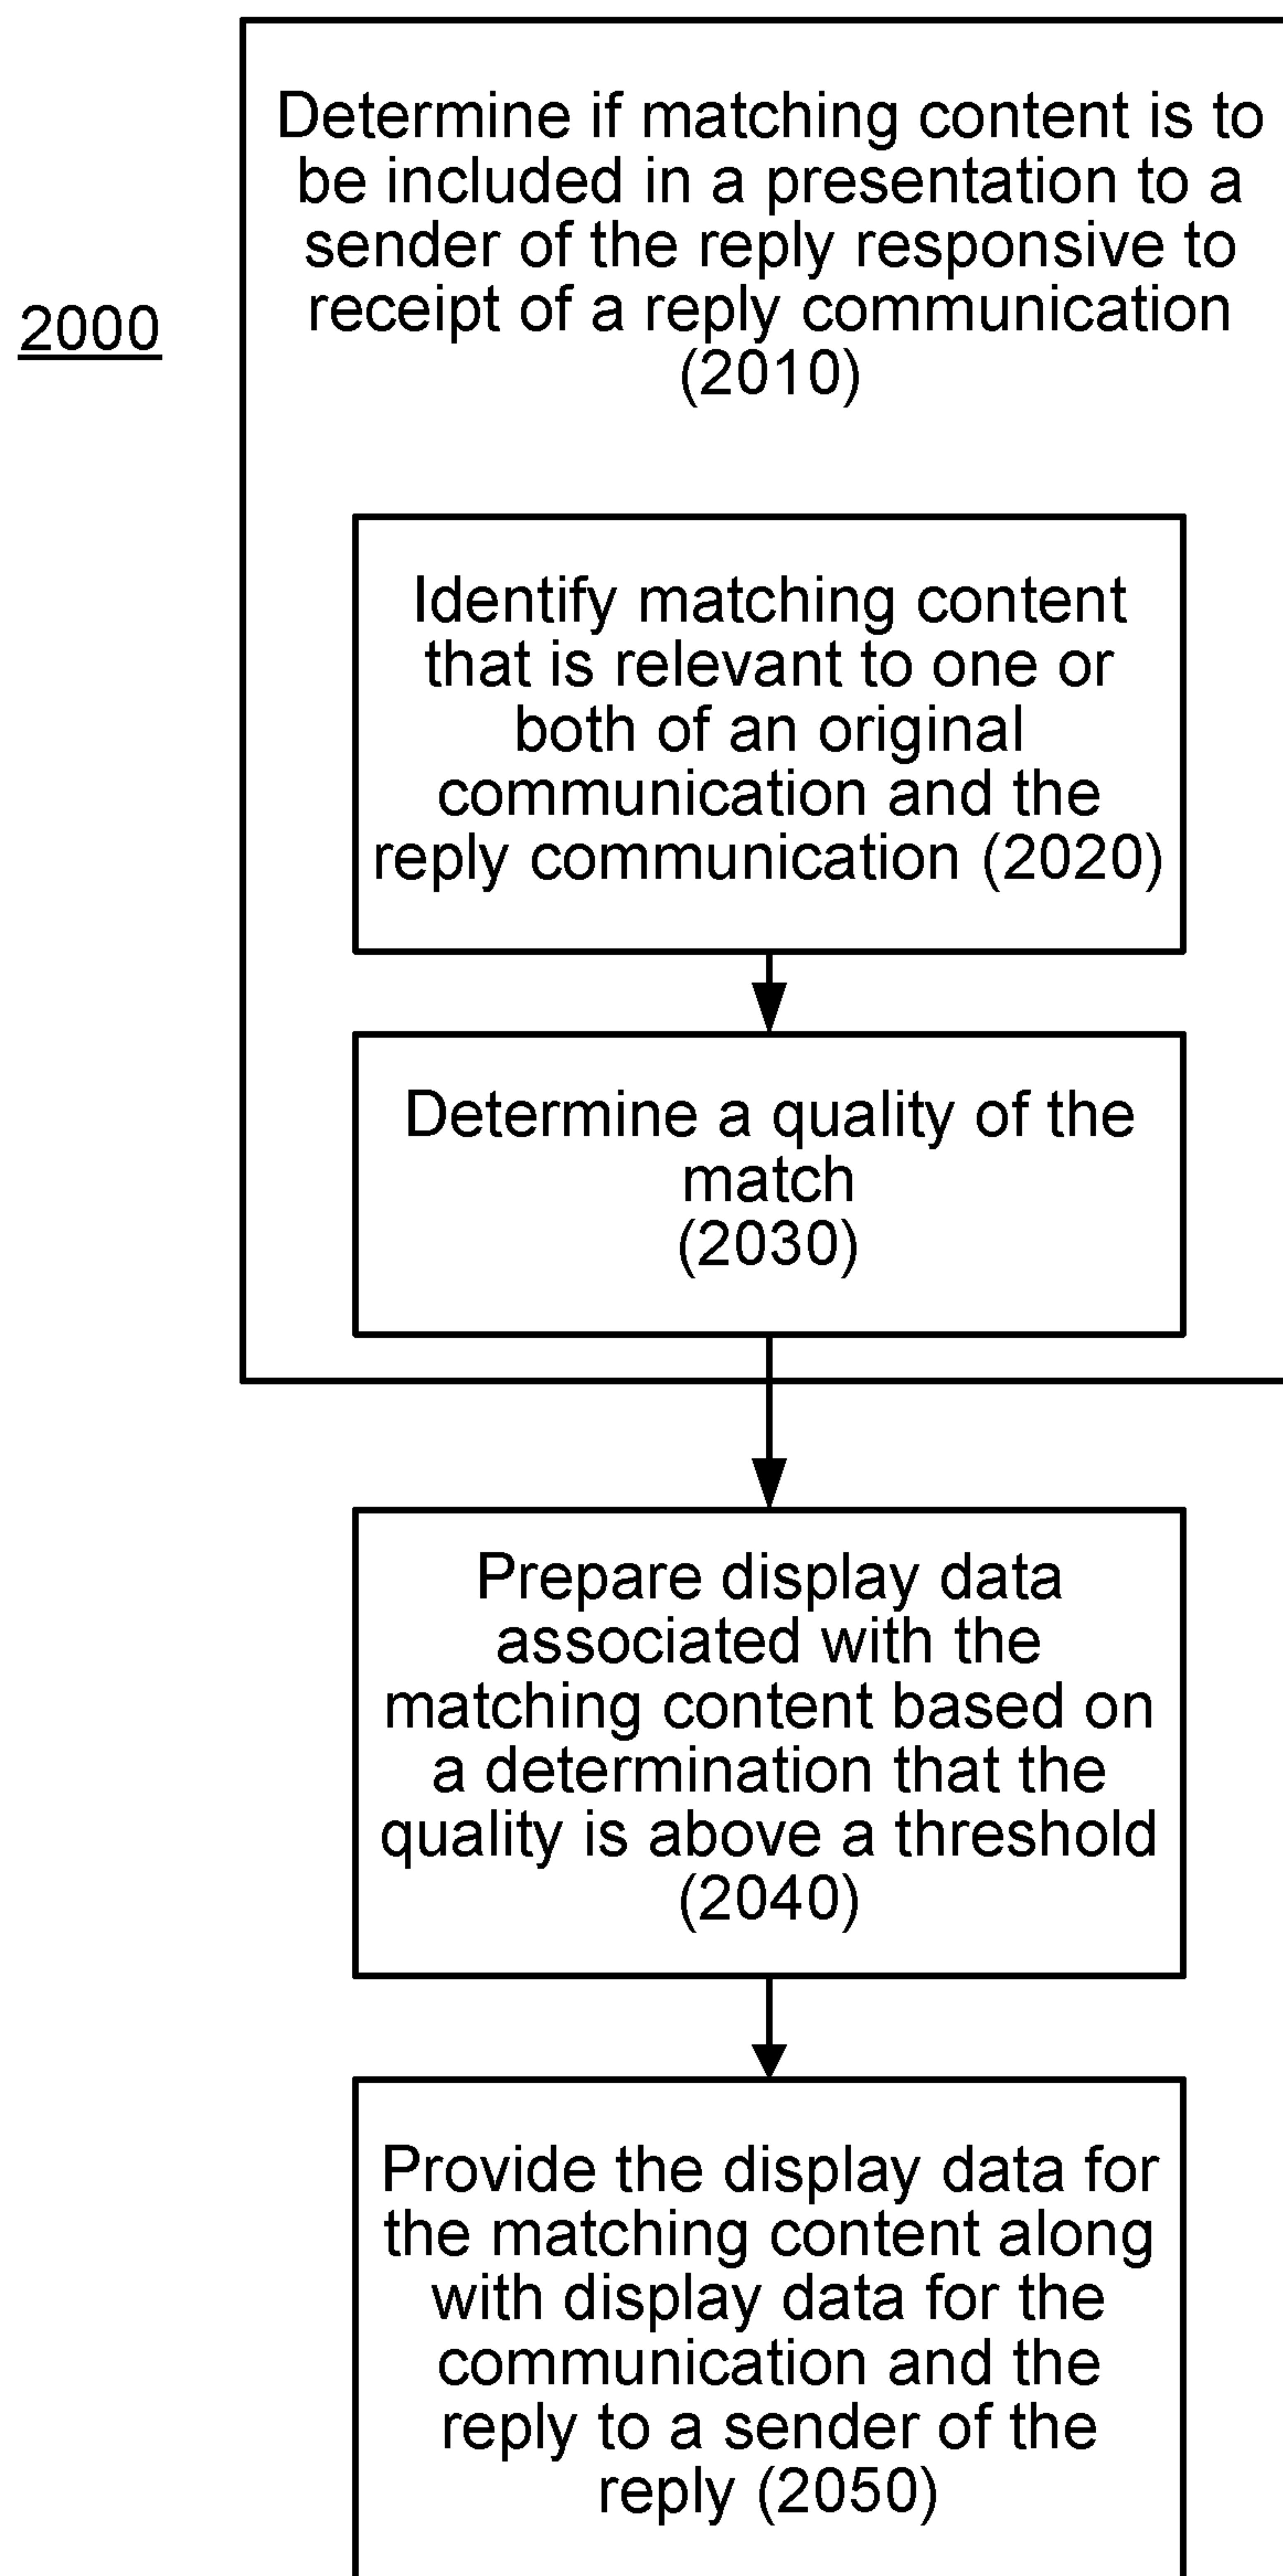 Determine if matching content is to
be included in a presentation to a
sender of the reply responsive to
receipt of a reply communication
(2010)
2000
Identify matching content
that is relevant to one or
both of an original
communication and the
reply communication (2020)
Determine a quality of the
match
(2030)
Prepare display data
associated with the
matching content based on
a determination that the
quality is above a threshold
(2040)
Provide the display data for
the matching content along
with display data for the
communication and the
reply to a sender of the
reply (2050)